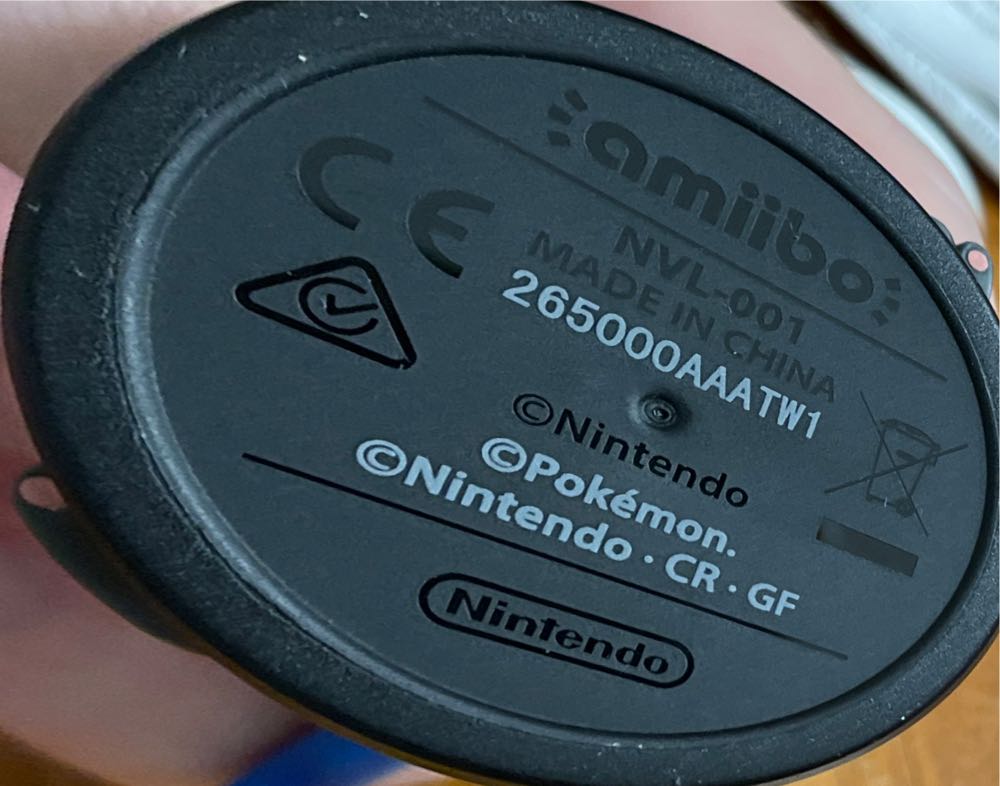 amiibo
NVL-001
MADE IN CHINA
265000AAATW1
©Nintendo
©Pokémon.
©Nintendo・CR・GF
Nintendo
CE